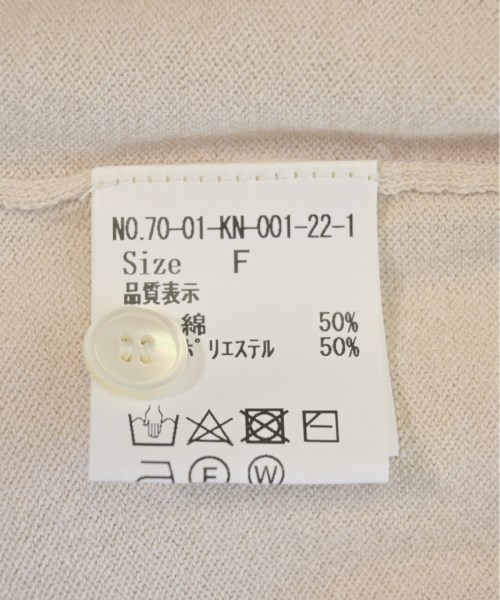 NO.70-01-KN-001-22-1
Size F
品質表示
綿 50%
ポリエステル 50%
F W